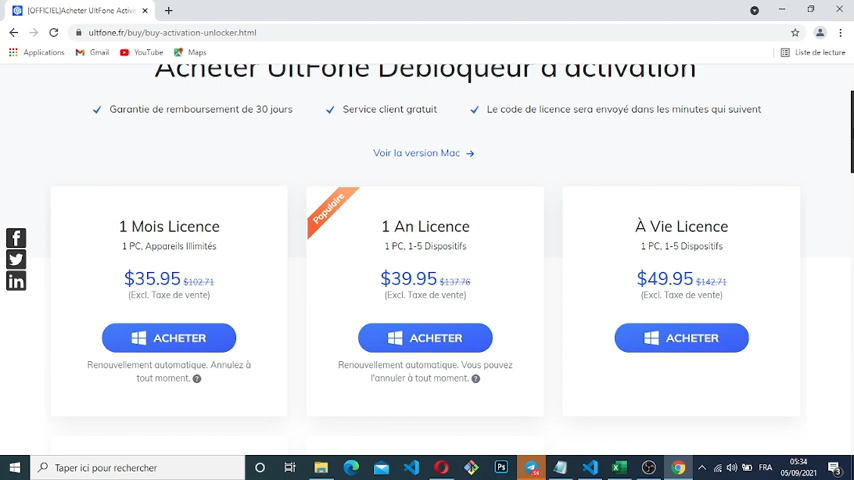 [OFFICIEL]Acheter UltFone Activa
ultfone.fr/buy/buy-activation-unlocker.html
Applications
Gmail
YouTube
Maps
Liste de lecture
Acheter UltFone Débloqueur d'activation
Garantie de remboursement de 30 jours
Service client gratuit
Le code de licence sera envoyé dans les minutes qui suivent
Voir la version Mac →
1 Mois Licence
1 PC, Appareils Illimités
$35.95 $102.71
(Excl. Taxe de vente)
ACHETER
Renouvellement automatique. Annulez à
tout moment. ?
Populaire
1 An Licence
1 PC, 1-5 Dispositifs
$39.95 $137.76
(Excl. Taxe de vente)
ACHETER
Renouvellement automatique. Vous pouvez
l'annuler à tout moment. ?
À Vie Licence
1 PC, 1-5 Dispositifs
$49.95 $142.71
(Excl. Taxe de vente)
ACHETER
Taper ici pour rechercher
FRA
05:34
05/09/2021